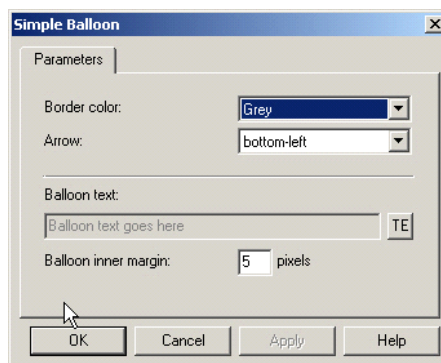 Simple Balloon
Parameters
Border color: Grey
Arrow: bottom-left
Balloon text:
Balloon text goes here TE
Balloon inner margin: 5 pixels
OK Cancel Apply Help